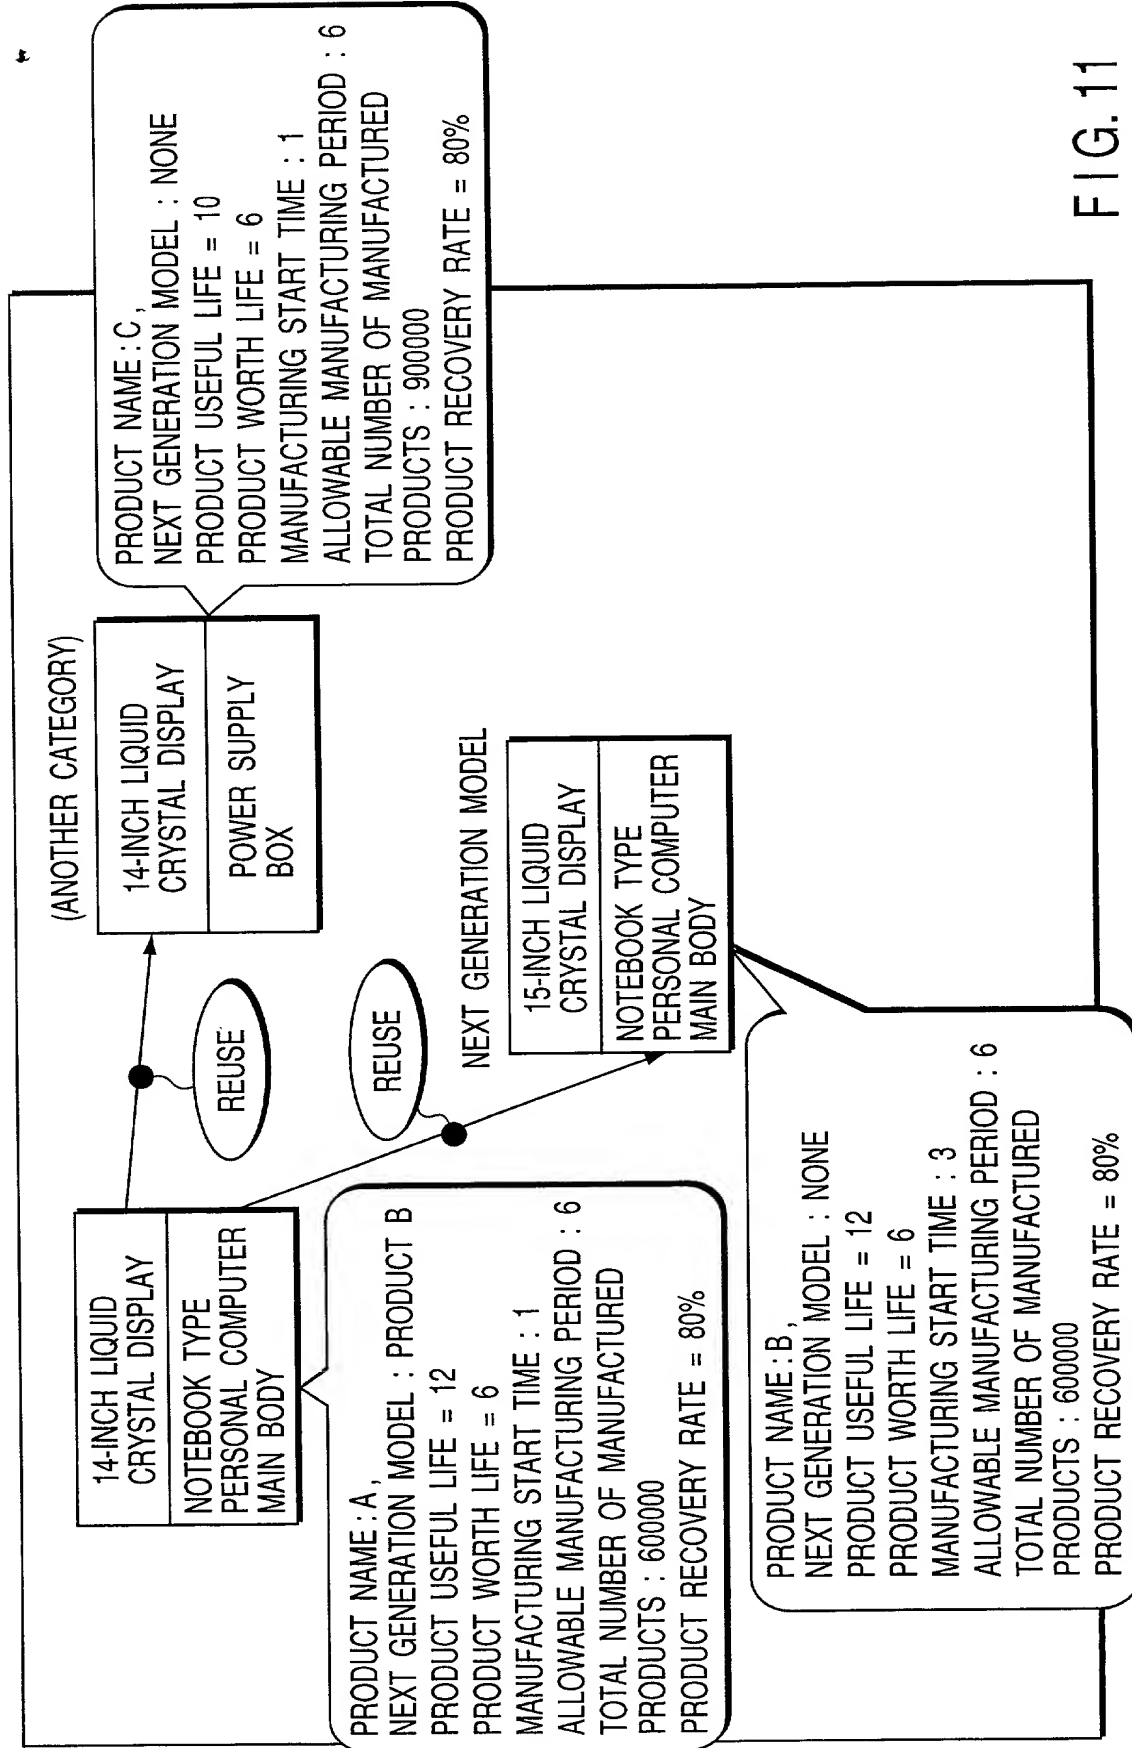 14-INCH LIQUID
CRYSTAL DISPLAY
NOTEBOOK TYPE
PERSONAL COMPUTER
MAIN BODY
PRODUCT NAME : A,
NEXT GENERATION MODEL : PRODUCT B
PRODUCT USEFUL LIFE = 12
PRODUCT WORTH LIFE = 6
MANUFACTURING START TIME : 1
ALLOWABLE MANUFACTURING PERIOD : 6
TOTAL NUMBER OF MANUFACTURED
PRODUCTS : 600000
PRODUCT RECOVERY RATE = 80%
REUSE
REUSE
(ANOTHER CATEGORY)
14-INCH LIQUID
CRYSTAL DISPLAY
POWER SUPPLY
BOX
PRODUCT NAME : C,
NEXT GENERATION MODEL : NONE
PRODUCT USEFUL LIFE = 10
PRODUCT WORTH LIFE = 6
MANUFACTURING START TIME : 1
ALLOWABLE MANUFACTURING PERIOD : 6
TOTAL NUMBER OF MANUFACTURED
PRODUCTS : 900000
PRODUCT RECOVERY RATE = 80%
NEXT GENERATION MODEL
15-INCH LIQUID
CRYSTAL DISPLAY
NOTEBOOK TYPE
PERSONAL COMPUTER
MAIN BODY
PRODUCT NAME : B,
NEXT GENERATION MODEL : NONE
PRODUCT USEFUL LIFE = 12
PRODUCT WORTH LIFE = 6
MANUFACTURING START TIME : 3
ALLOWABLE MANUFACTURING PERIOD : 6
TOTAL NUMBER OF MANUFACTURED
PRODUCTS : 600000
PRODUCT RECOVERY RATE = 80%
FIG. 11